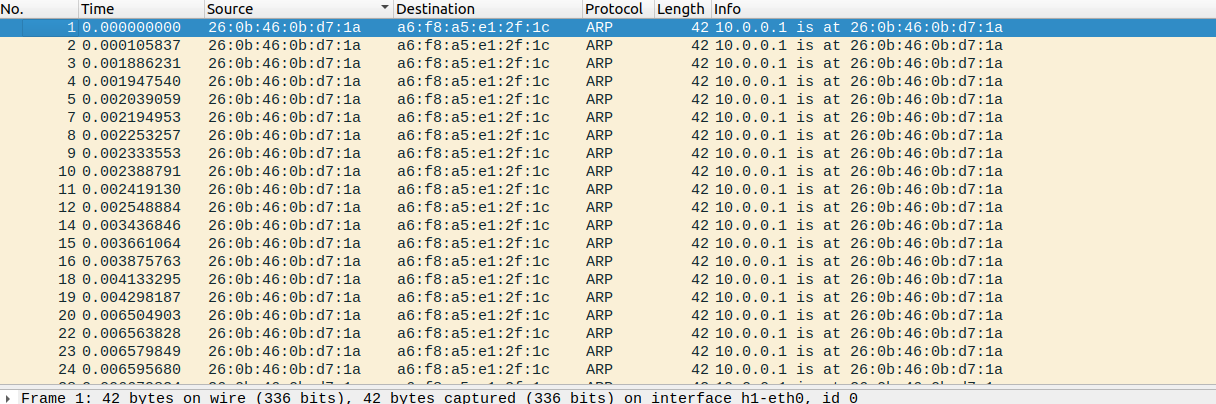 No. Time Source Destination Protocol Length Info
1 0.000000000 26:0b:46:0b:d7:1a a6:f8:a5:e1:2f:1c ARP 42 10.0.0.1 is at 26:0b:46:0b:d7:1a
2 0.000105837 26:0b:46:0b:d7:1a a6:f8:a5:e1:2f:1c ARP 42 10.0.0.1 is at 26:0b:46:0b:d7:1a
3 0.001886231 26:0b:46:0b:d7:1a a6:f8:a5:e1:2f:1c ARP 42 10.0.0.1 is at 26:0b:46:0b:d7:1a
4 0.001947540 26:0b:46:0b:d7:1a a6:f8:a5:e1:2f:1c ARP 42 10.0.0.1 is at 26:0b:46:0b:d7:1a
5 0.002039059 26:0b:46:0b:d7:1a a6:f8:a5:e1:2f:1c ARP 42 10.0.0.1 is at 26:0b:46:0b:d7:1a
7 0.002194953 26:0b:46:0b:d7:1a a6:f8:a5:e1:2f:1c ARP 42 10.0.0.1 is at 26:0b:46:0b:d7:1a
8 0.002253257 26:0b:46:0b:d7:1a a6:f8:a5:e1:2f:1c ARP 42 10.0.0.1 is at 26:0b:46:0b:d7:1a
9 0.002333553 26:0b:46:0b:d7:1a a6:f8:a5:e1:2f:1c ARP 42 10.0.0.1 is at 26:0b:46:0b:d7:1a
10 0.002388791 26:0b:46:0b:d7:1a a6:f8:a5:e1:2f:1c ARP 42 10.0.0.1 is at 26:0b:46:0b:d7:1a
11 0.002419130 26:0b:46:0b:d7:1a a6:f8:a5:e1:2f:1c ARP 42 10.0.0.1 is at 26:0b:46:0b:d7:1a
12 0.002548884 26:0b:46:0b:d7:1a a6:f8:a5:e1:2f:1c ARP 42 10.0.0.1 is at 26:0b:46:0b:d7:1a
14 0.003436846 26:0b:46:0b:d7:1a a6:f8:a5:e1:2f:1c ARP 42 10.0.0.1 is at 26:0b:46:0b:d7:1a
15 0.003661064 26:0b:46:0b:d7:1a a6:f8:a5:e1:2f:1c ARP 42 10.0.0.1 is at 26:0b:46:0b:d7:1a
16 0.003875763 26:0b:46:0b:d7:1a a6:f8:a5:e1:2f:1c ARP 42 10.0.0.1 is at 26:0b:46:0b:d7:1a
18 0.004133295 26:0b:46:0b:d7:1a a6:f8:a5:e1:2f:1c ARP 42 10.0.0.1 is at 26:0b:46:0b:d7:1a
19 0.004298187 26:0b:46:0b:d7:1a a6:f8:a5:e1:2f:1c ARP 42 10.0.0.1 is at 26:0b:46:0b:d7:1a
20 0.006504903 26:0b:46:0b:d7:1a a6:f8:a5:e1:2f:1c ARP 42 10.0.0.1 is at 26:0b:46:0b:d7:1a
22 0.006563828 26:0b:46:0b:d7:1a a6:f8:a5:e1:2f:1c ARP 42 10.0.0.1 is at 26:0b:46:0b:d7:1a
23 0.006579849 26:0b:46:0b:d7:1a a6:f8:a5:e1:2f:1c ARP 42 10.0.0.1 is at 26:0b:46:0b:d7:1a
24 0.006595680 26:0b:46:0b:d7:1a a6:f8:a5:e1:2f:1c ARP 42 10.0.0.1 is at 26:0b:46:0b:d7:1a
Frame 1: 42 bytes on wire (336 bits), 42 bytes captured (336 bits) on interface h1-eth0, id 0